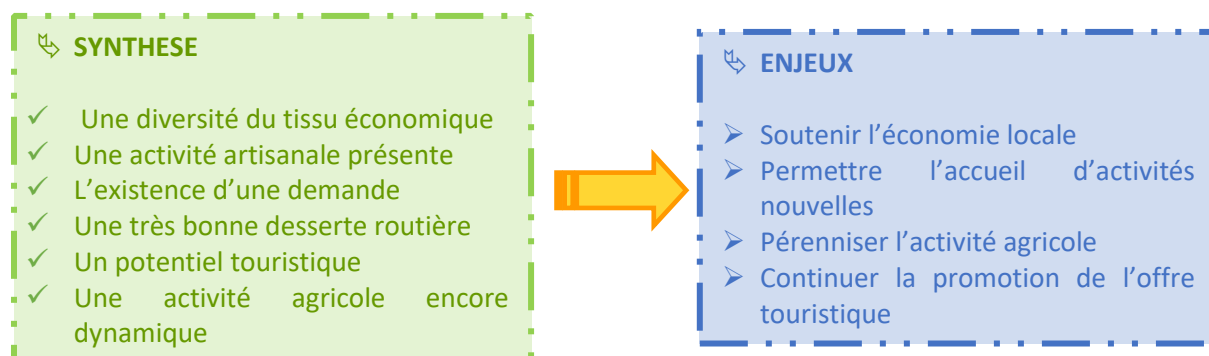 SYNTHESE
Une diversité du tissu économique
Une activité artisanale présente
L'existence d'une demande
Une très bonne desserte routière
Un potentiel touristique
Une activité agricole encore
dynamique
ENJEUX
Soutenir l'économie locale
Permettre l'accueil d'activités
nouvelles
Pérenniser l'activité agricole
Continuer la promotion de l'offre
touristique